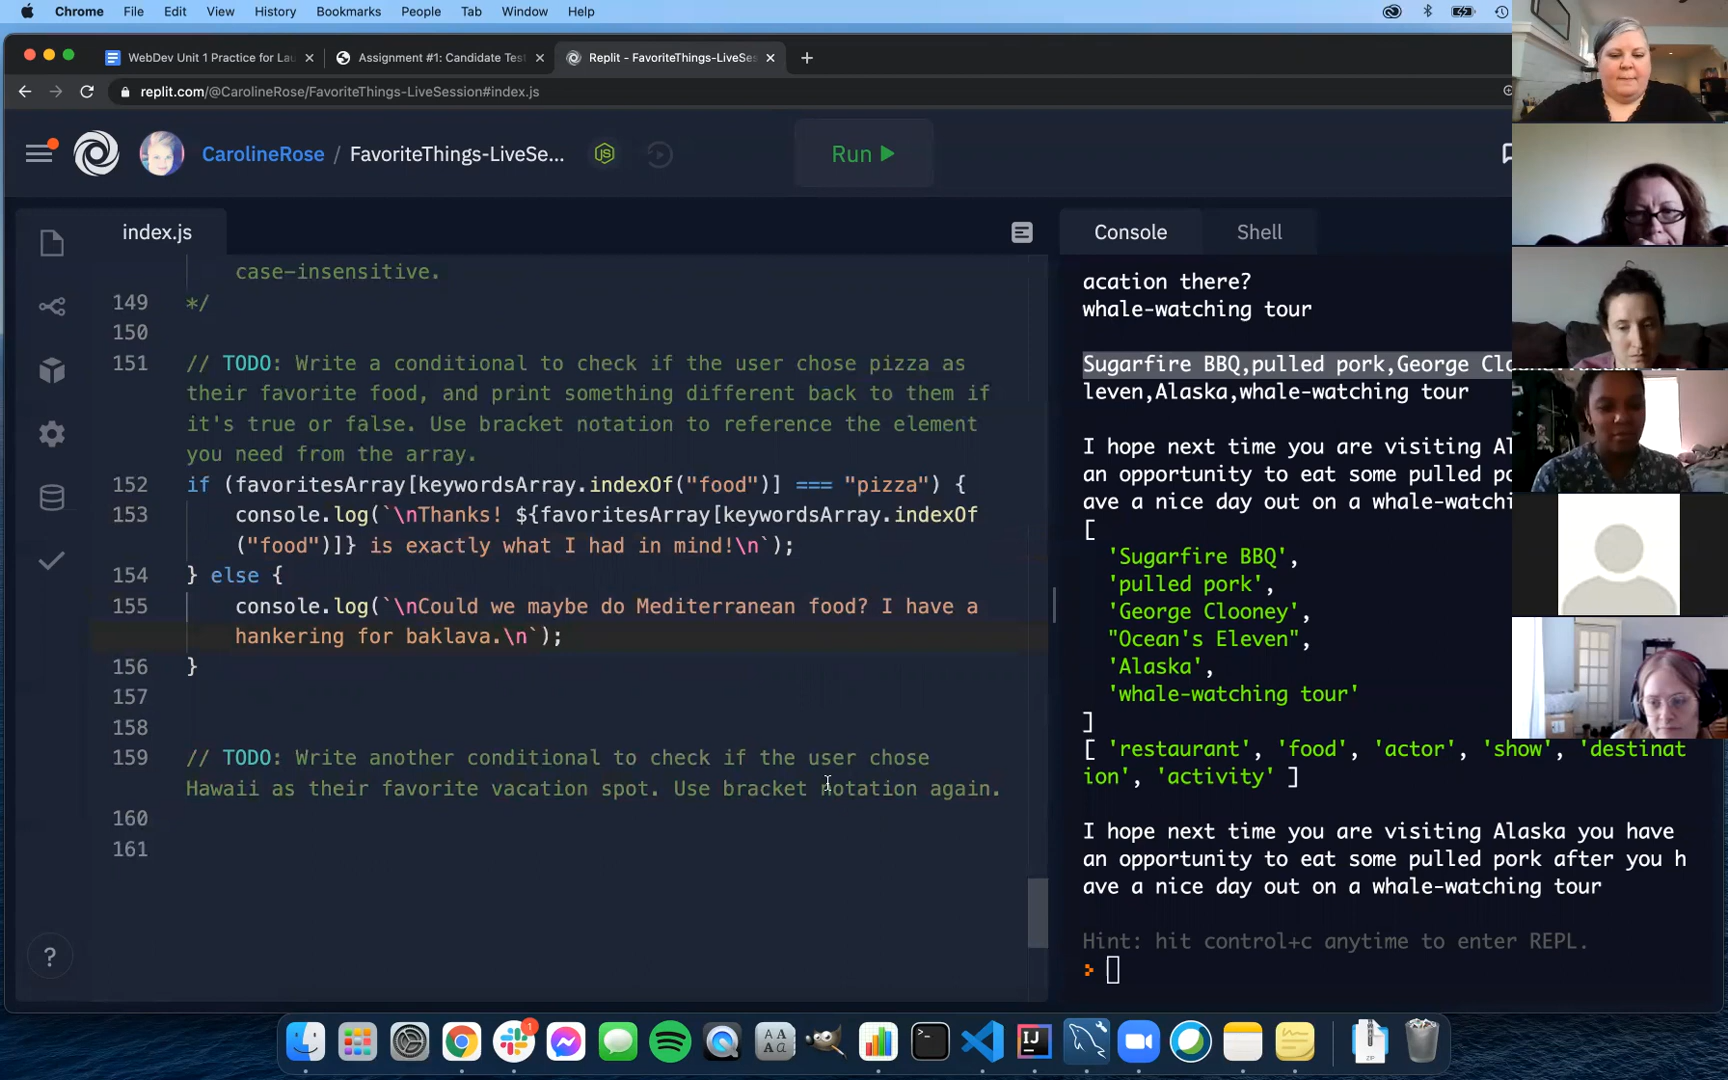 Chrome File Edit View History Bookmarks People Tab Window Help
WebDev Unit 1 Practice for Lau
Assignment #1: Candidate Test
Replit - FavoriteThings-LiveSes
replit.com/@CarolineRose/FavoriteThings-LiveSession#index.js
CarolineRose / FavoriteThings-LiveSe...
Run
index.js
Console
Shell
case-insensitive.
149 */
150
151 // TODO: Write a conditional to check if the user chose pizza as
their favorite food, and print something different back to them if
it's true or false. Use bracket notation to reference the element
you need from the array.
152 if (favoritesArray[keywordsArray.indexOf("food")] === "pizza") {
153 console.log(`\nThanks! ${favoritesArray[keywordsArray.indexOf
("food")]} is exactly what I had in mind!\n`);
154 } else {
155 console.log(`\nCould we maybe do Mediterranean food? I have a
hankering for baklava.\n`);
156 }
157
158
159 // TODO: Write another conditional to check if the user chose
Hawaii as their favorite vacation spot. Use bracket notation again.
160
161
acation there?
whale-watching tour
Sugarfire BBQ,pulled pork,George Clo
leven,Alaska,whale-watching tour
I hope next time you are visiting Al
an opportunity to eat some pulled po
ave a nice day out on a whale-watchi
[
'Sugarfire BBQ',
'pulled pork',
'George Clooney',
"Ocean's Eleven",
'Alaska',
'whale-watching tour'
]
[ 'restaurant', 'food', 'actor', 'show', 'destinat
ion', 'activity' ]
I hope next time you are visiting Alaska you have
an opportunity to eat some pulled pork after you h
ave a nice day out on a whale-watching tour
Hint: hit control+c anytime to enter REPL.
>